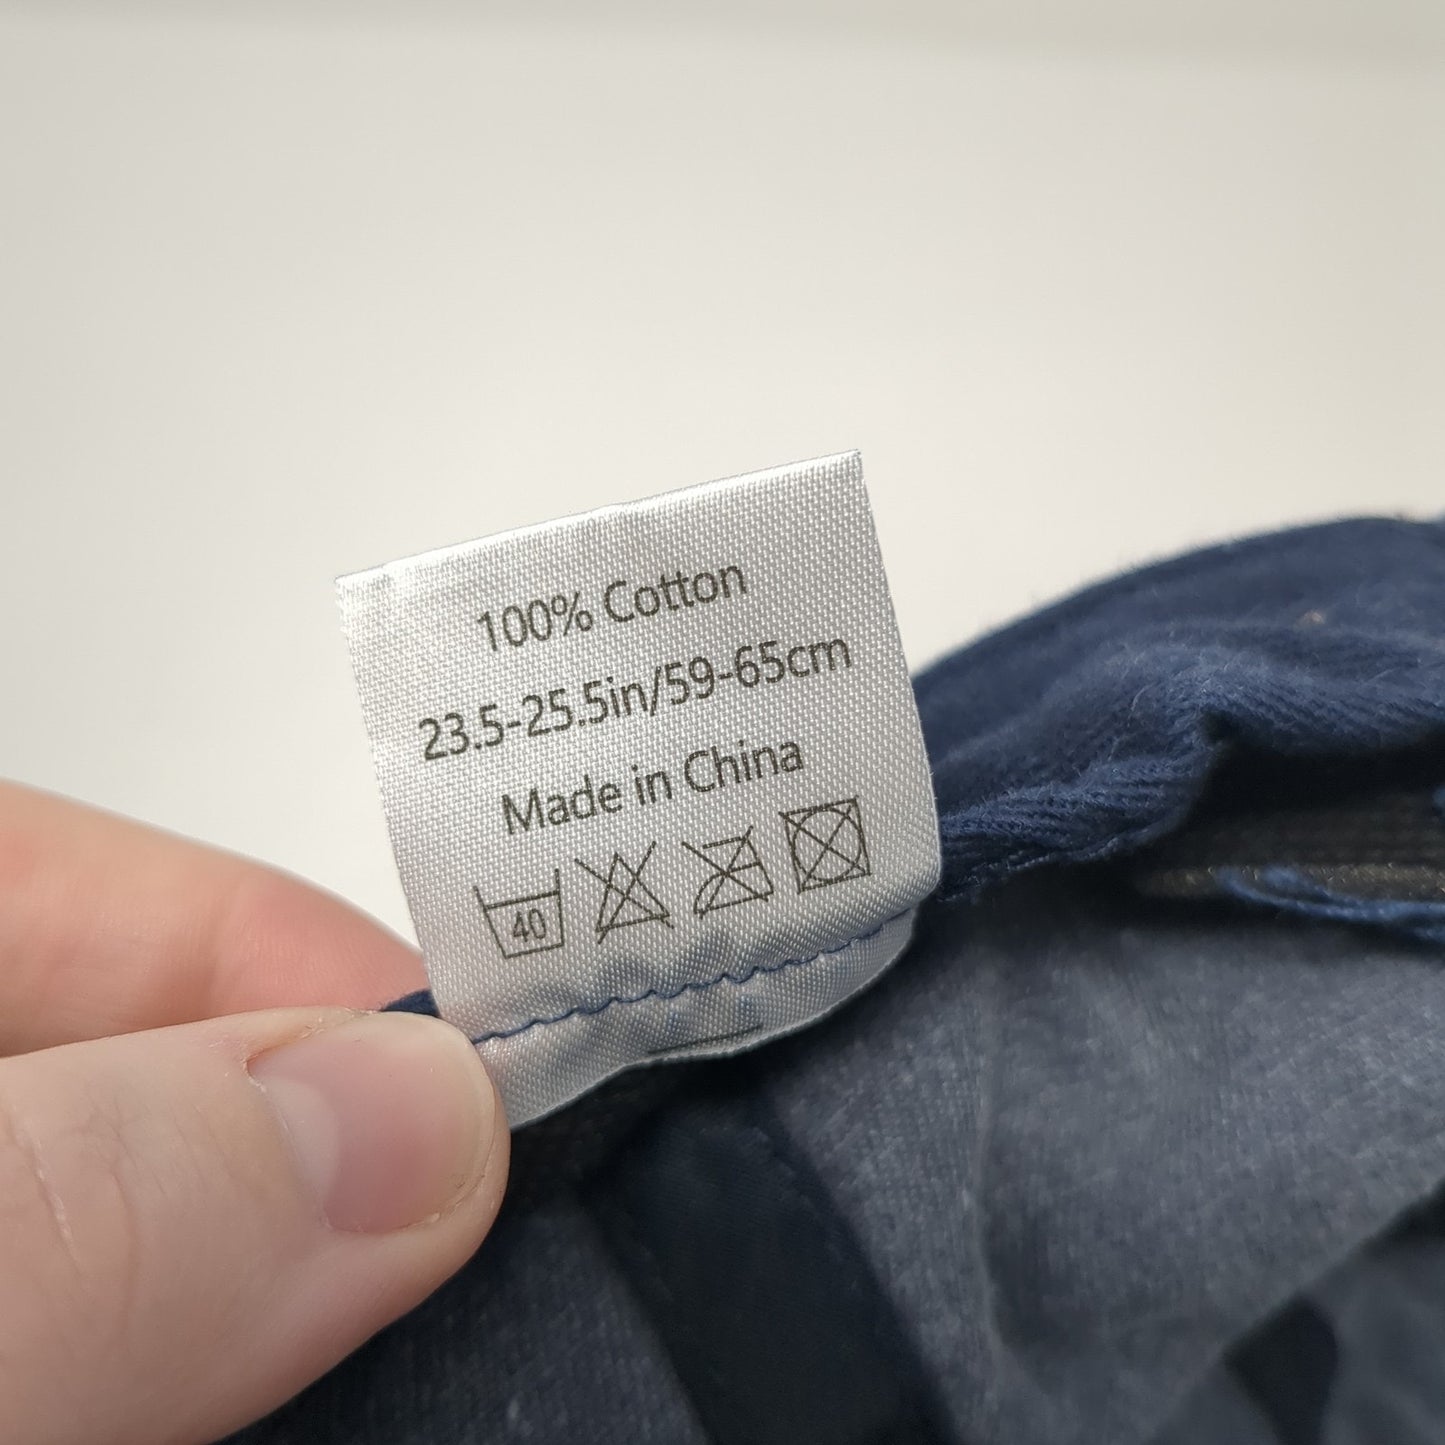 100% Cotton
23.5-25.5in/59-65cm
Made in China
40